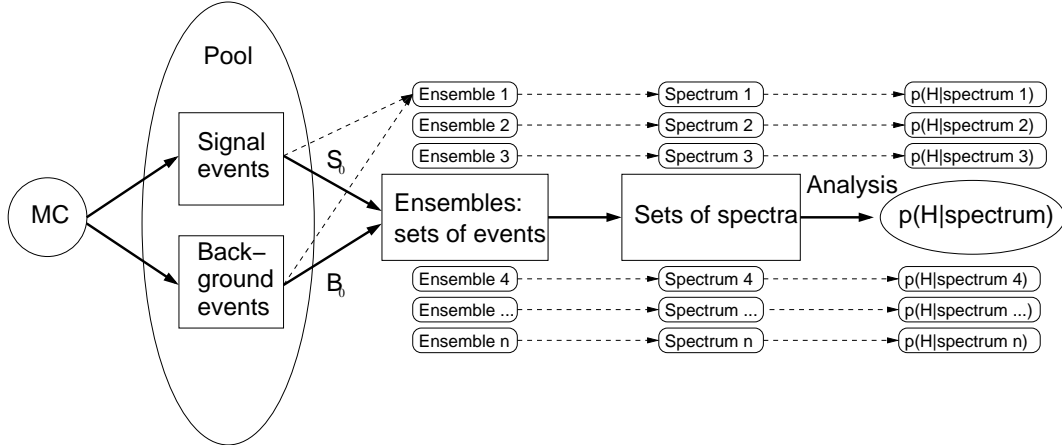 Pool
Ensemble 1
Spectrum 1
p(H|spectrum 1)
Ensemble 2
Spectrum 2
p(H|spectrum 2)
Ensemble 3
Spectrum 3
p(H|spectrum 3)
Signal
events
S0
MC
Ensembles:
sets of events
Sets of spectra
Analysis
p(H|spectrum)
Back-
ground
events
B0
Ensemble 4
Spectrum 4
p(H|spectrum 4)
Ensemble ...
Spectrum ...
p(H|spectrum ...)
Ensemble n
Spectrum n
p(H|spectrum n)